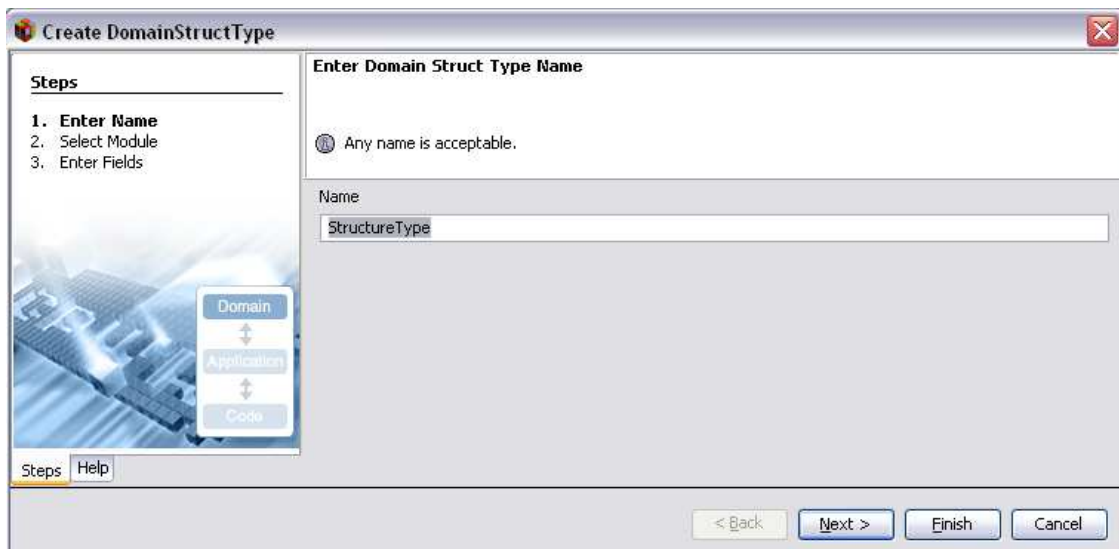 Create DomainStructType
Steps
1. Enter Name
2. Select Module
3. Enter Fields
Domain
Application
Code
Steps
Help
Enter Domain Struct Type Name
Any name is acceptable.
Name
StructureType
< Back
Next >
Finish
Cancel